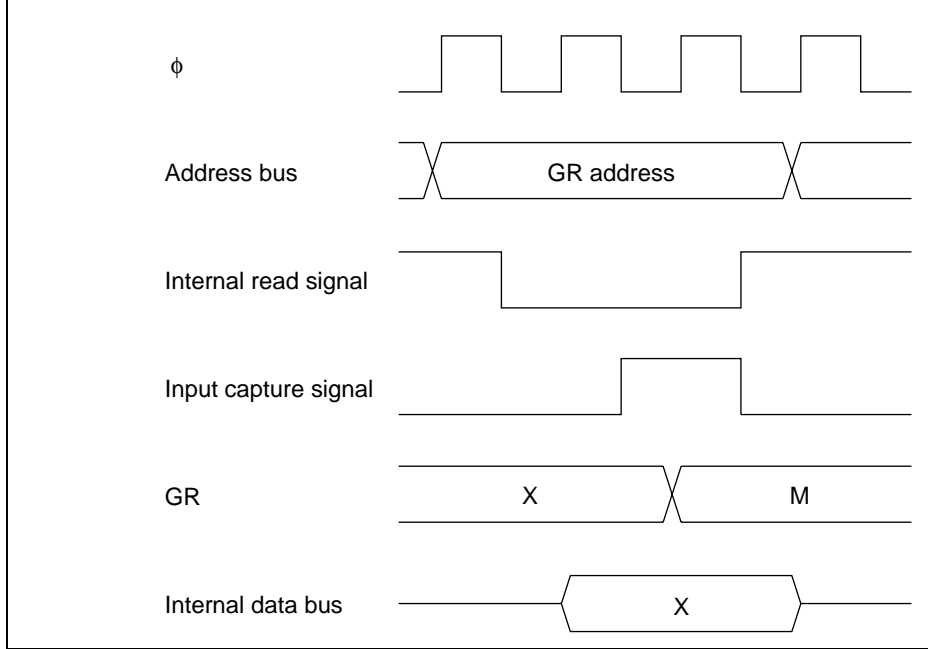 ϕ
Address bus
GR address
Internal read signal
Input capture signal
GR
X
M
Internal data bus
X